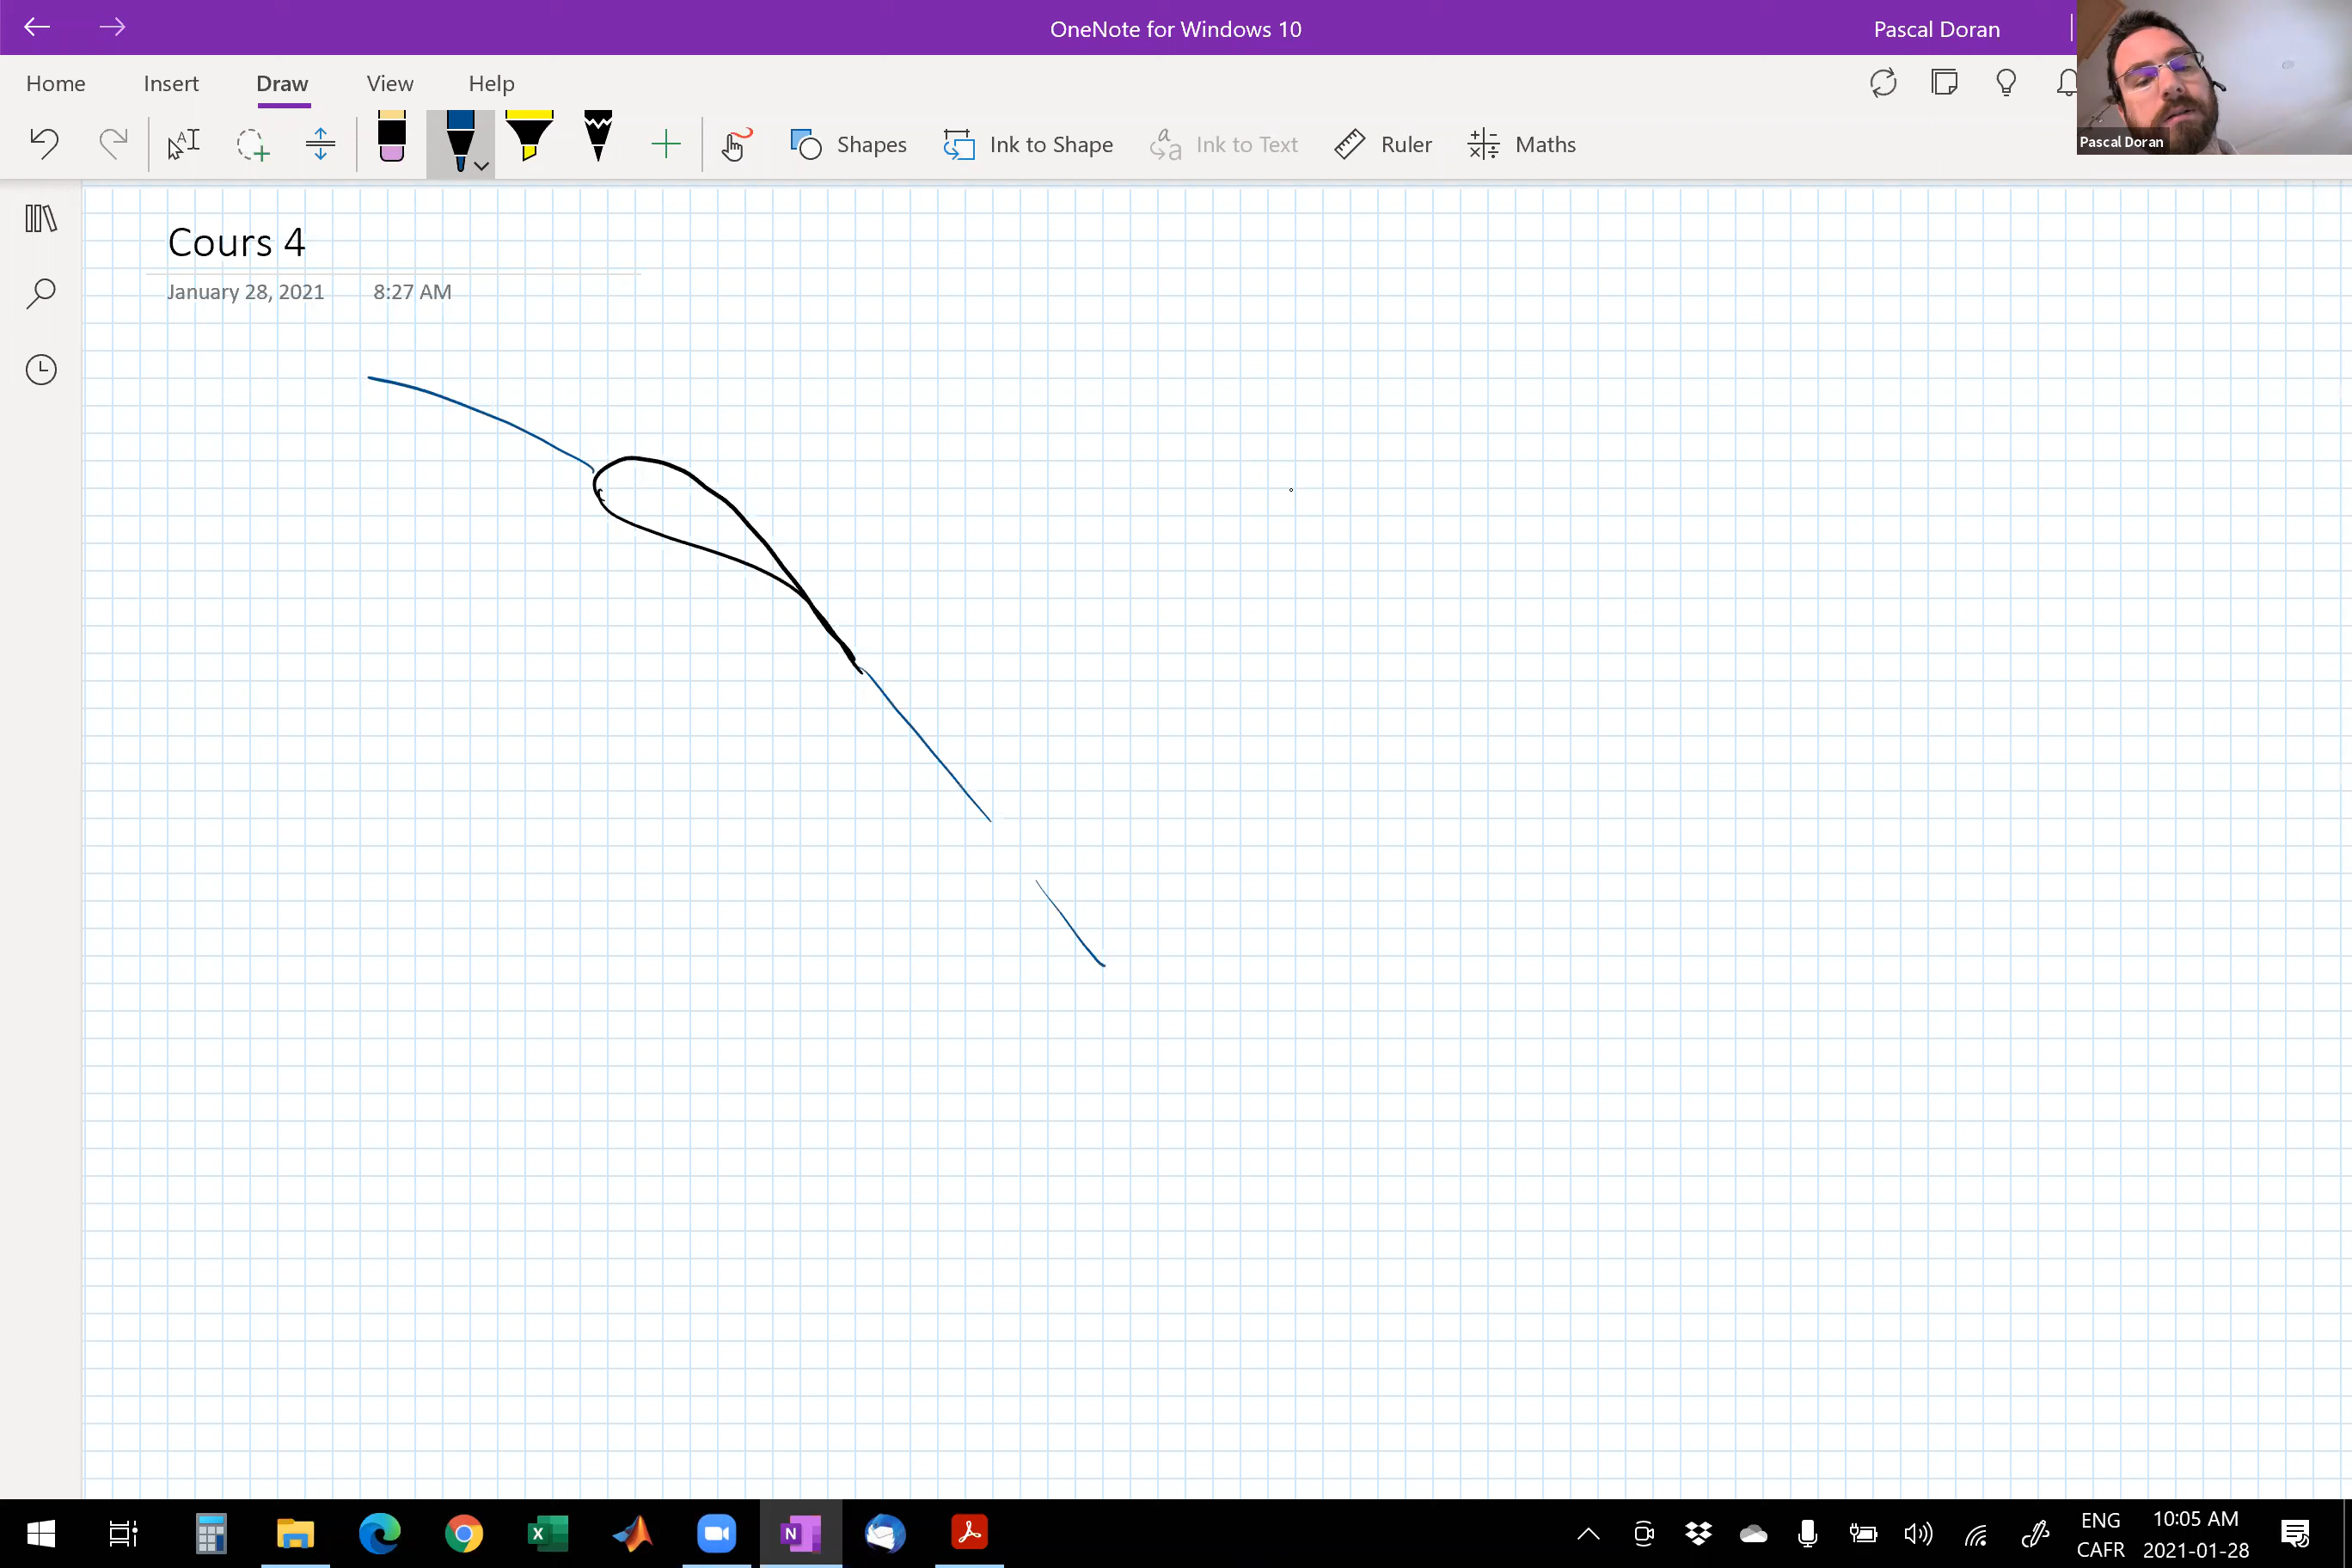 OneNote for Windows 10
Pascal Doran
Home Insert Draw View Help
Shapes Ink to Shape Ink to Text Ruler Maths
Pascal Doran
Cours 4
January 28, 2021 8:27 AM
ENG 10:05 AM
CAFR 2021-01-28